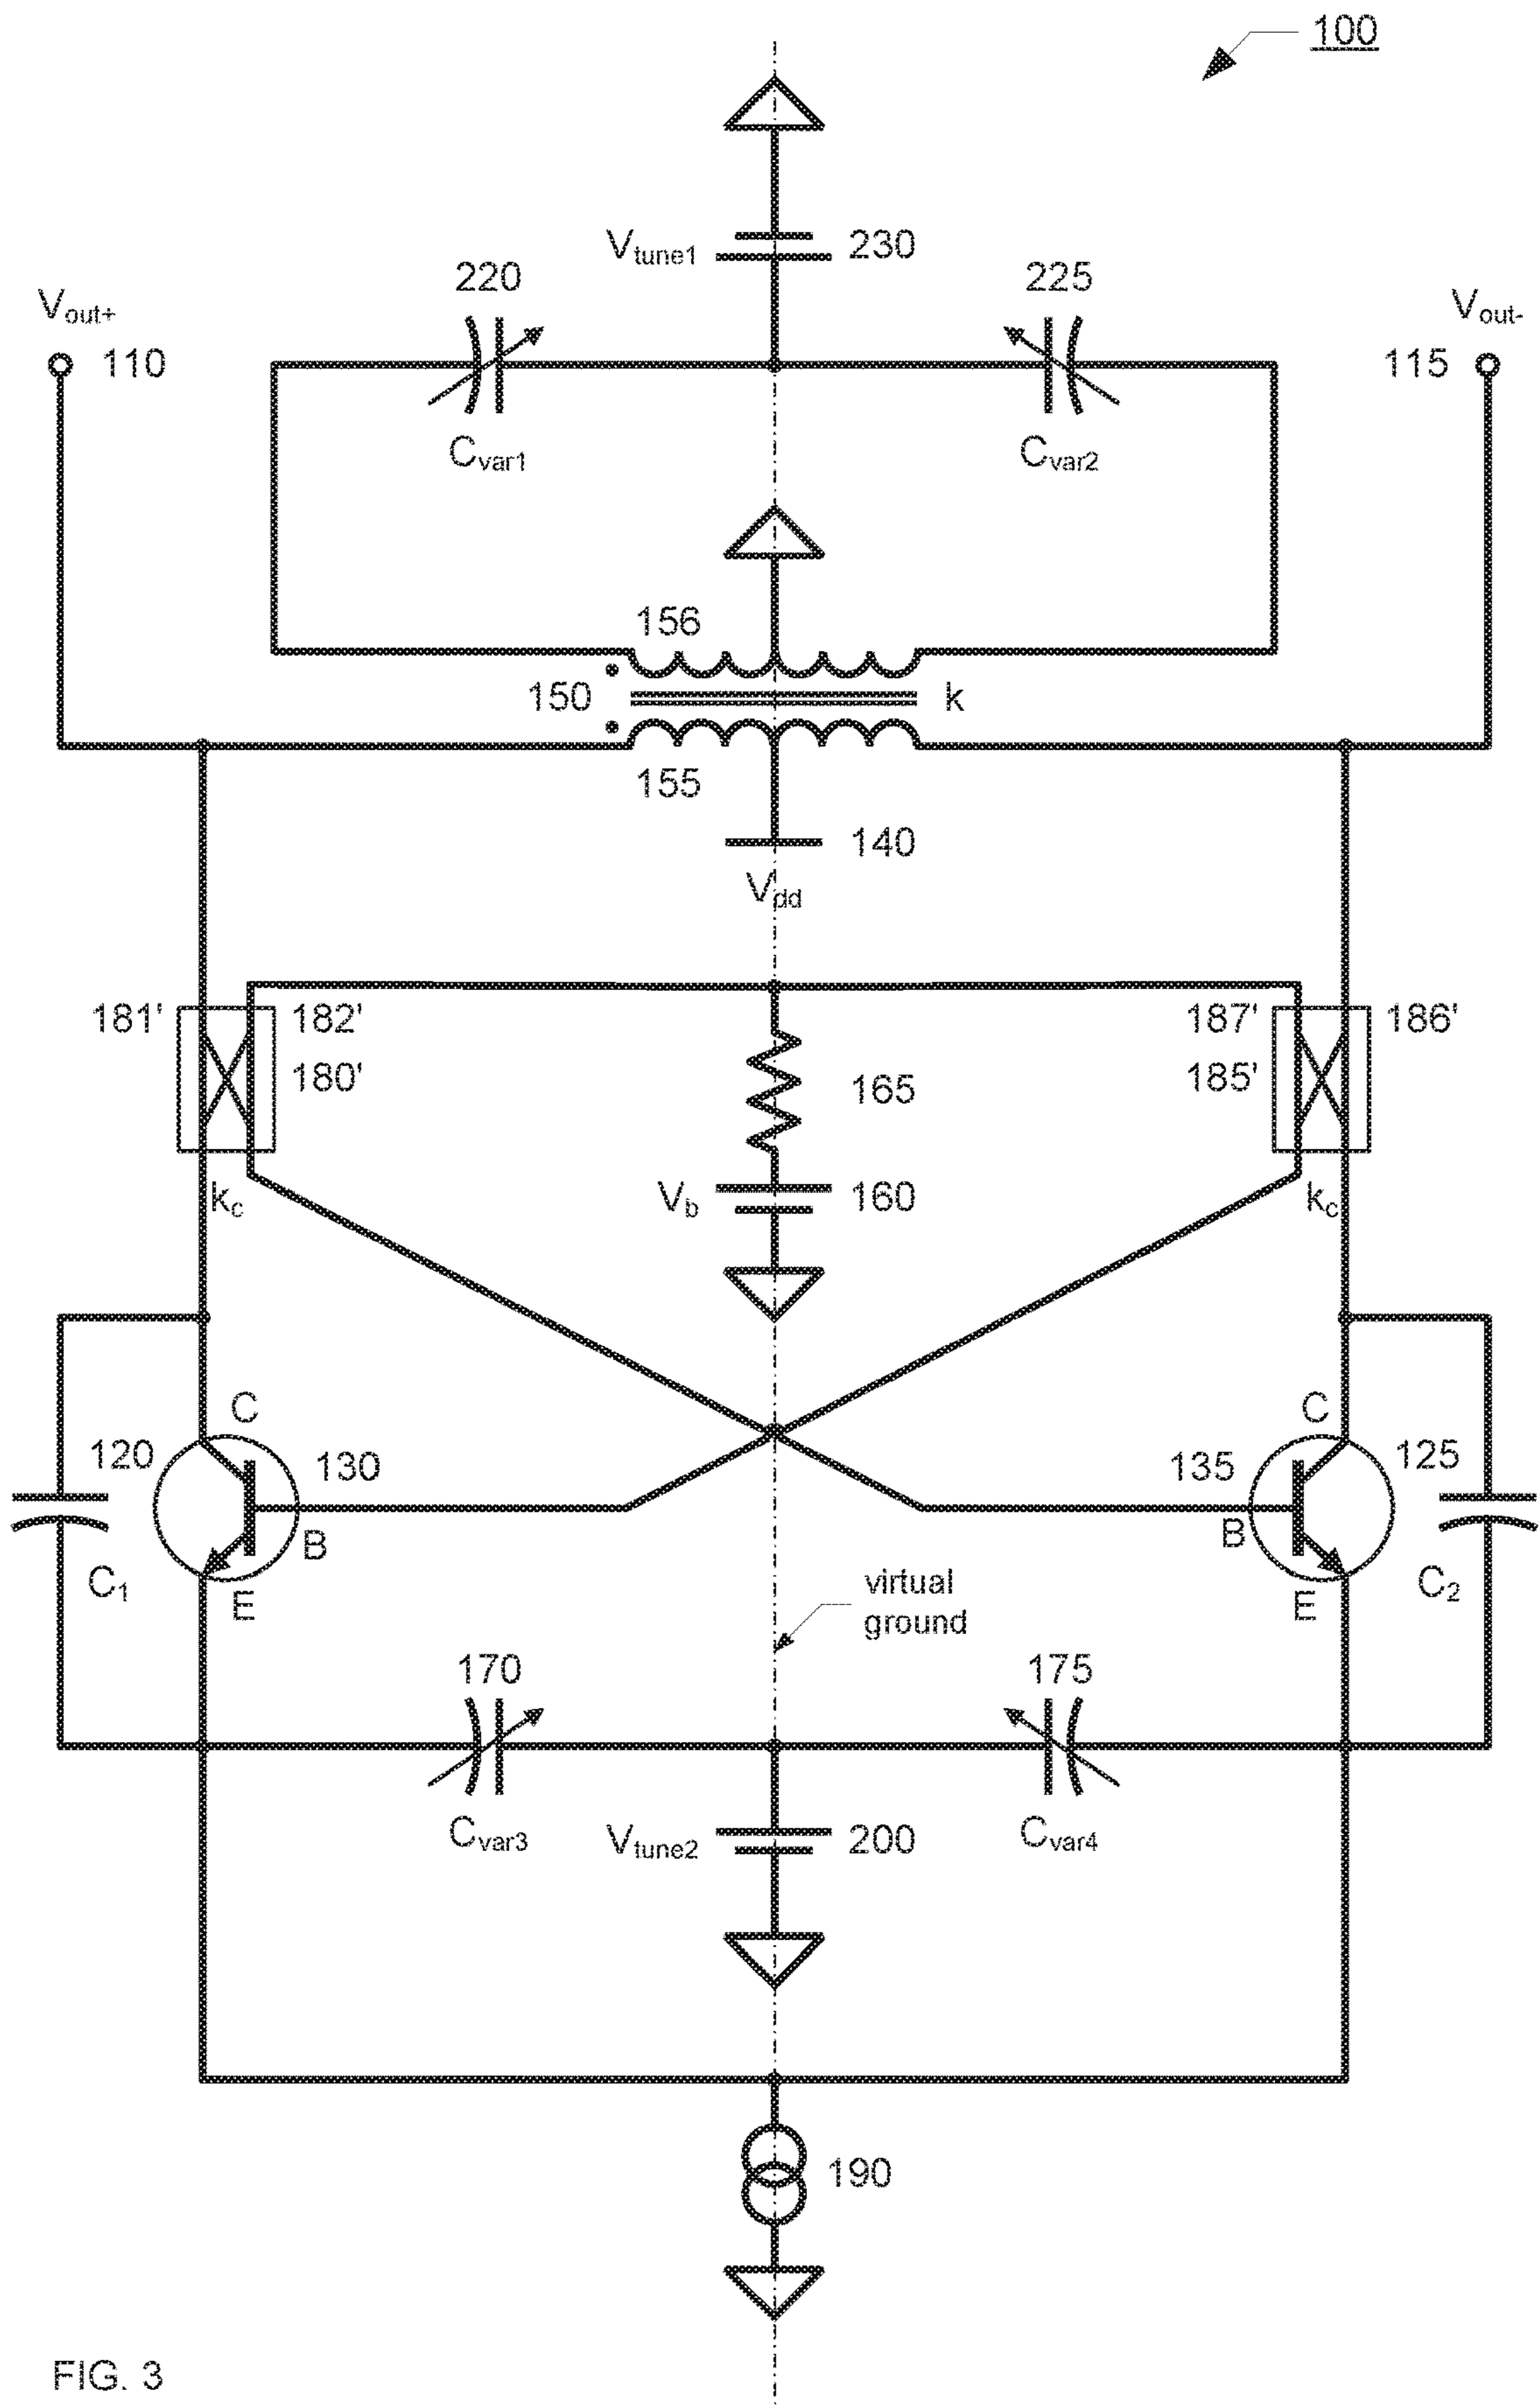 100
Vtune1 230
220 225
Vout+ Vout-
110 115
Cvar1 Cvar2
156
150 k
155
140
Vdd
181' 182' 187' 186'
180' 165 185'
kc Vb 160 kc
C C
120 130 135 125
B B
C1 E virtual E C2
ground
170 175
Cvar3 Vtune2 200 Cvar4
190
FIG. 3